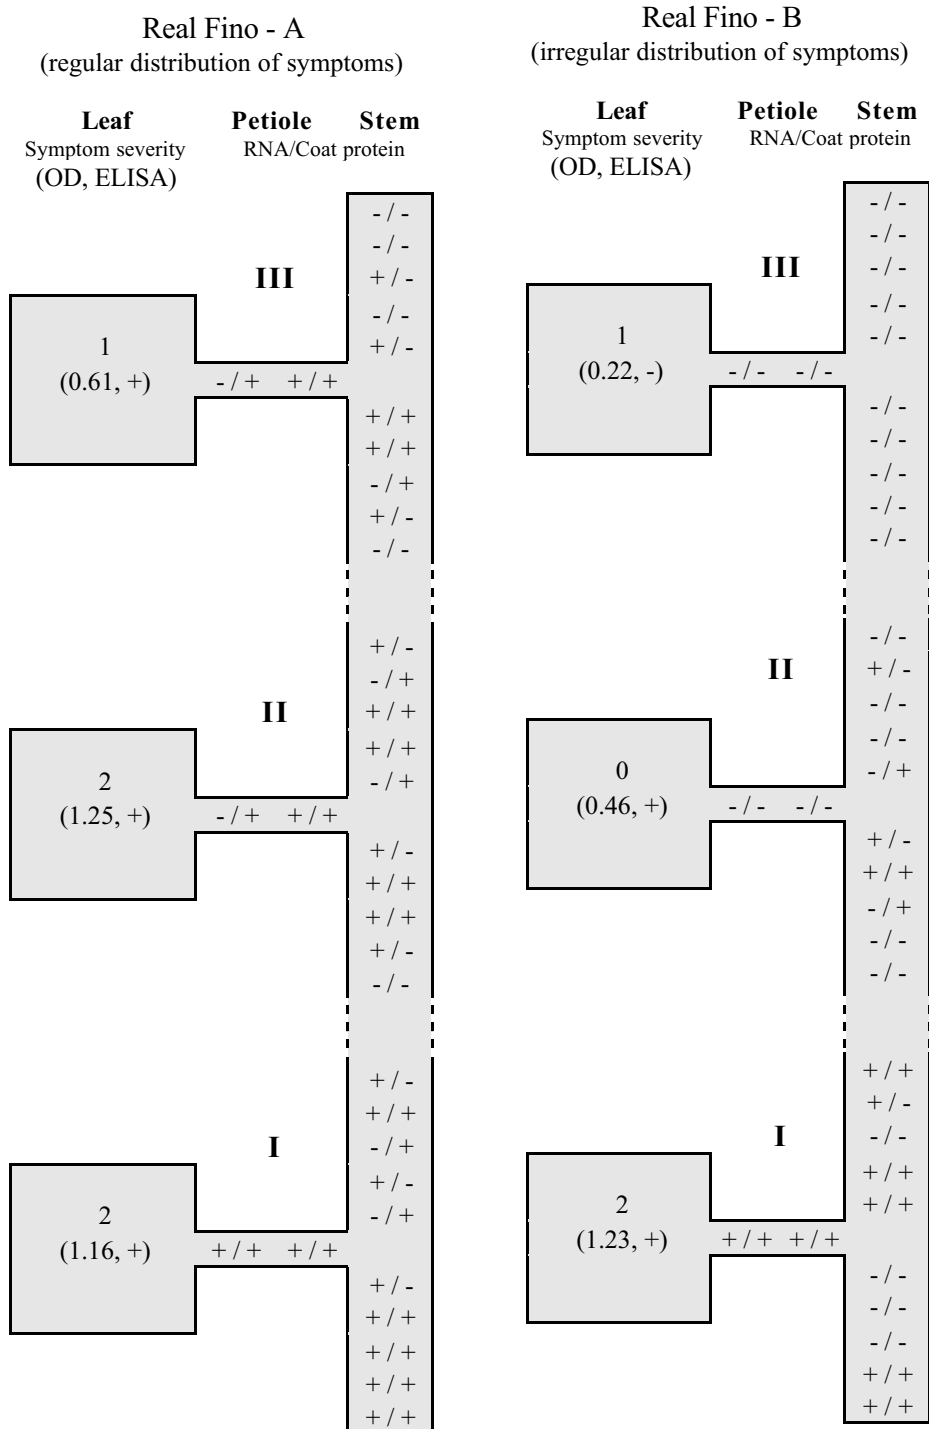 Real Fino - A
(regular distribution of symptoms)
Leaf Petiole Stem
Symptom severity RNA/Coat protein
(OD, ELISA)
- / -
- / -
+ / -
- / -
+ / -
III
1
(0.61, +)
- / + + / +
+ / +
+ / +
- / +
+ / -
- / -
+ / -
- / +
+ / +
+ / +
- / +
II
2
(1.25, +)
- / + + / +
+ / -
+ / +
+ / +
+ / -
- / -
+ / -
+ / +
- / +
+ / -
- / +
I
2
(1.16, +)
+ / + + / +
+ / -
+ / +
+ / +
+ / +
+ / +
Real Fino - B
(irregular distribution of symptoms)
Leaf Petiole Stem
Symptom severity RNA/Coat protein
(OD, ELISA)
- / -
- / -
- / -
- / -
- / -
III
1
(0.22, -)
- / - - / -
- / -
- / -
- / -
- / -
- / -
- / -
+ / -
- / -
- / -
- / +
II
0
(0.46, +)
- / - - / -
+ / -
+ / +
- / +
- / -
- / -
+ / +
+ / -
- / -
+ / +
+ / +
I
2
(1.23, +)
+ / + + / +
- / -
- / -
- / -
+ / +
+ / +